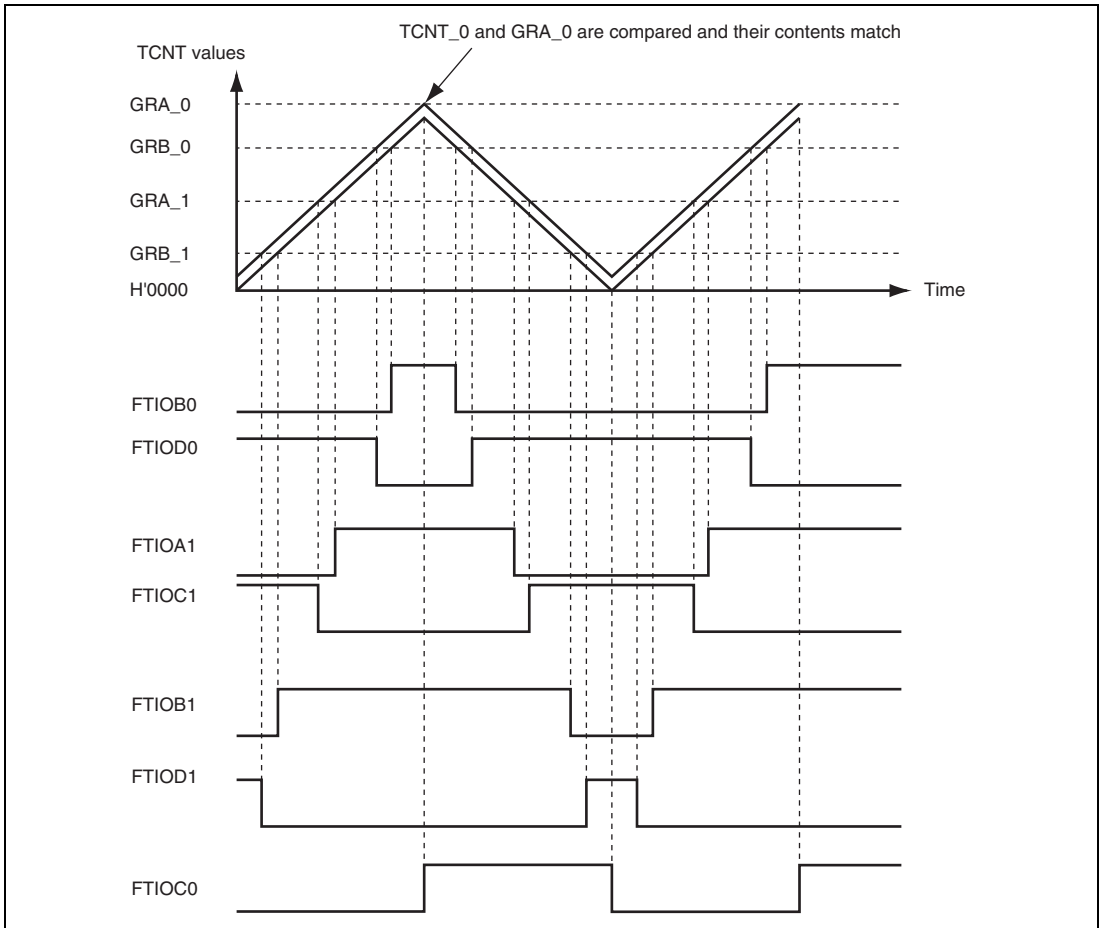 TCNT_0 and GRA_0 are compared and their contents match
TCNT values
GRA_0
GRB_0
GRA_1
GRB_1
H'0000
Time
FTIOB0
FTIOD0
FTIOA1
FTIOC1
FTIOB1
FTIOD1
FTIOC0